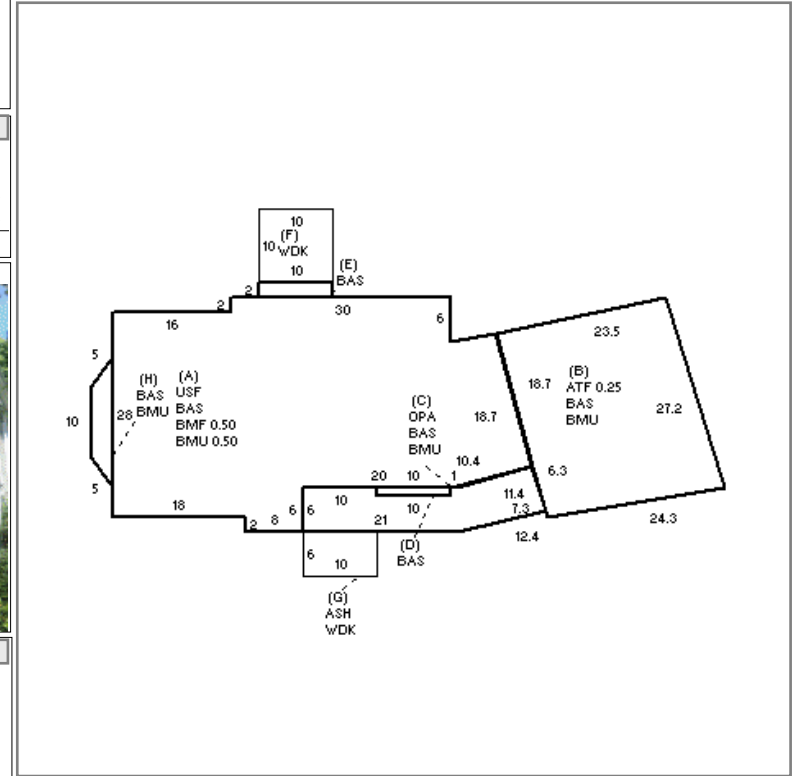 10
(F)
10 WDK
10
(E)
BAS
2
2
30
6
16
23.5
5
(H)
BAS
BMU
(A)
USF
BAS
BMF 0.50
BMU 0.50
28
10
5
(C)
OPA
BAS
BMU
18.7
18.7
(B)
ATF 0.25
BAS
BMU
27.2
10.4
6.3
20
10
1
18
6
6
10
10
11.4
7.3
2
8
21
12.4
24.3
(D)
BAS
6
10
(G)
ASH
WDK